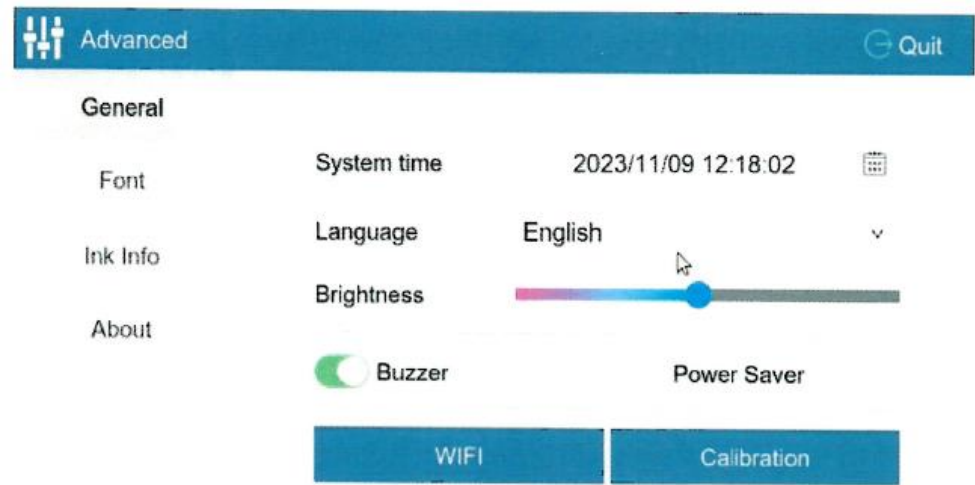 Advanced
Quit
General
System time 2023/11/09 12:18:02
Font
Language English
Ink Info
Brightness
About
Buzzer Power Saver
WIFI Calibration